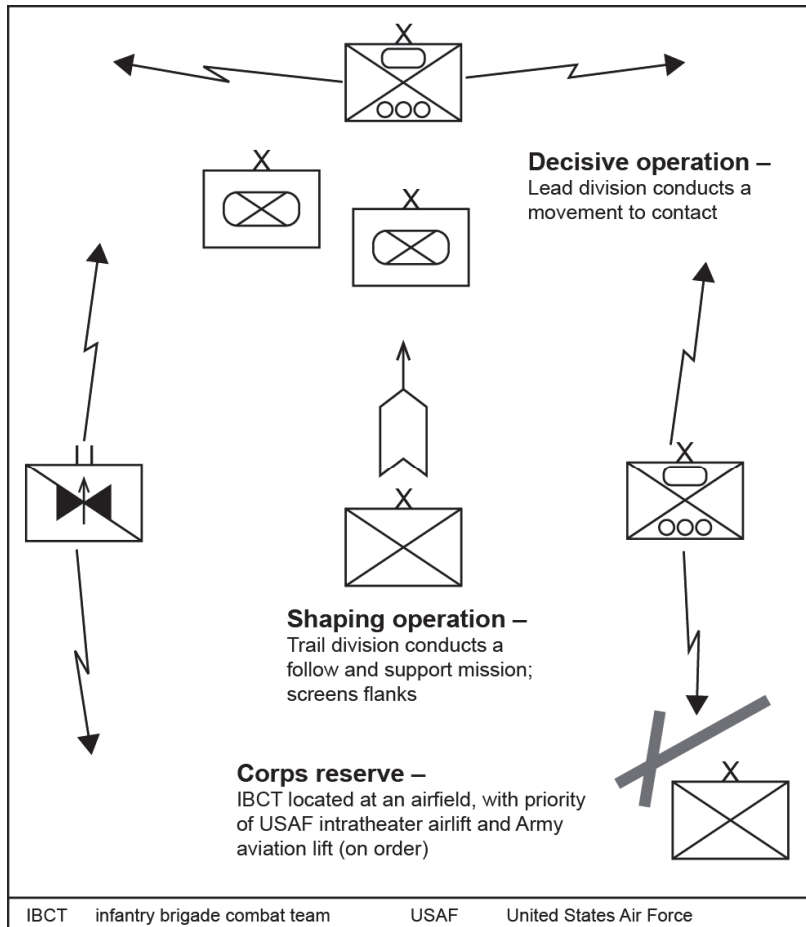 X
X
X
Decisive operation –
Lead division conducts a
movement to contact
X
X
Shaping operation –
Trail division conducts a
follow and support mission;
screens flanks
Corps reserve –
IBCT located at an airfield, with priority
of USAF intratheater airlift and Army
aviation lift (on order)
X
IBCT infantry brigade combat team USAF United States Air Force